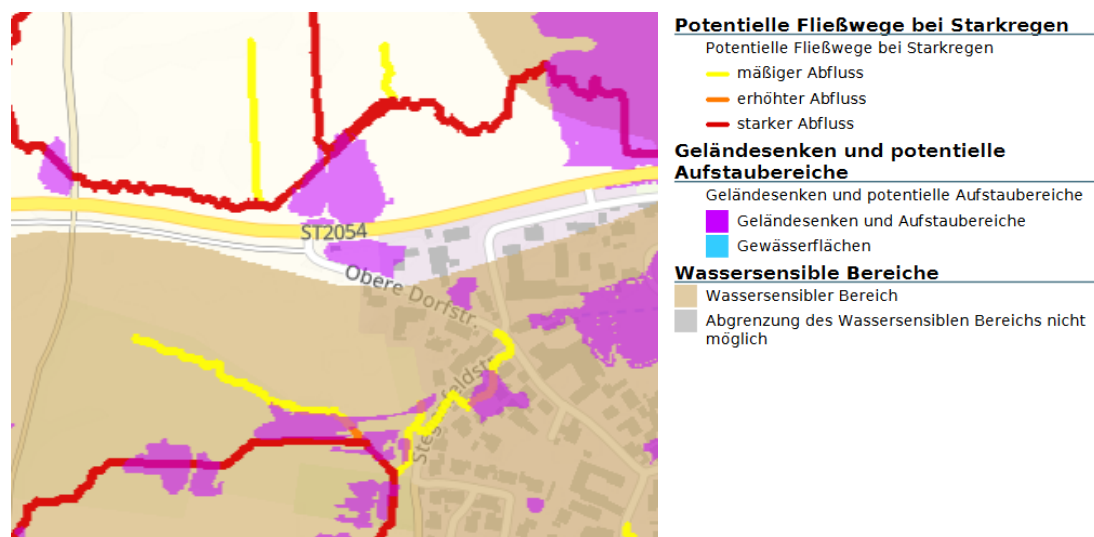 ST2054
Obere Dorfstr.
Potentielle Fließwege bei Starkregen
Potentielle Fließwege bei Starkregen
mäßiger Abfluss
erhöhter Abfluss
starker Abfluss
Geländesenken und potentielle
Aufstaubereiche
Geländesenken und potentielle Aufstaubereiche
Geländesenken und Aufstaubereiche
Gewässerflächen
Wassersensible Bereiche
Wassersensibler Bereich
Abgrenzung des Wassersensiblen Bereichs nicht
möglich